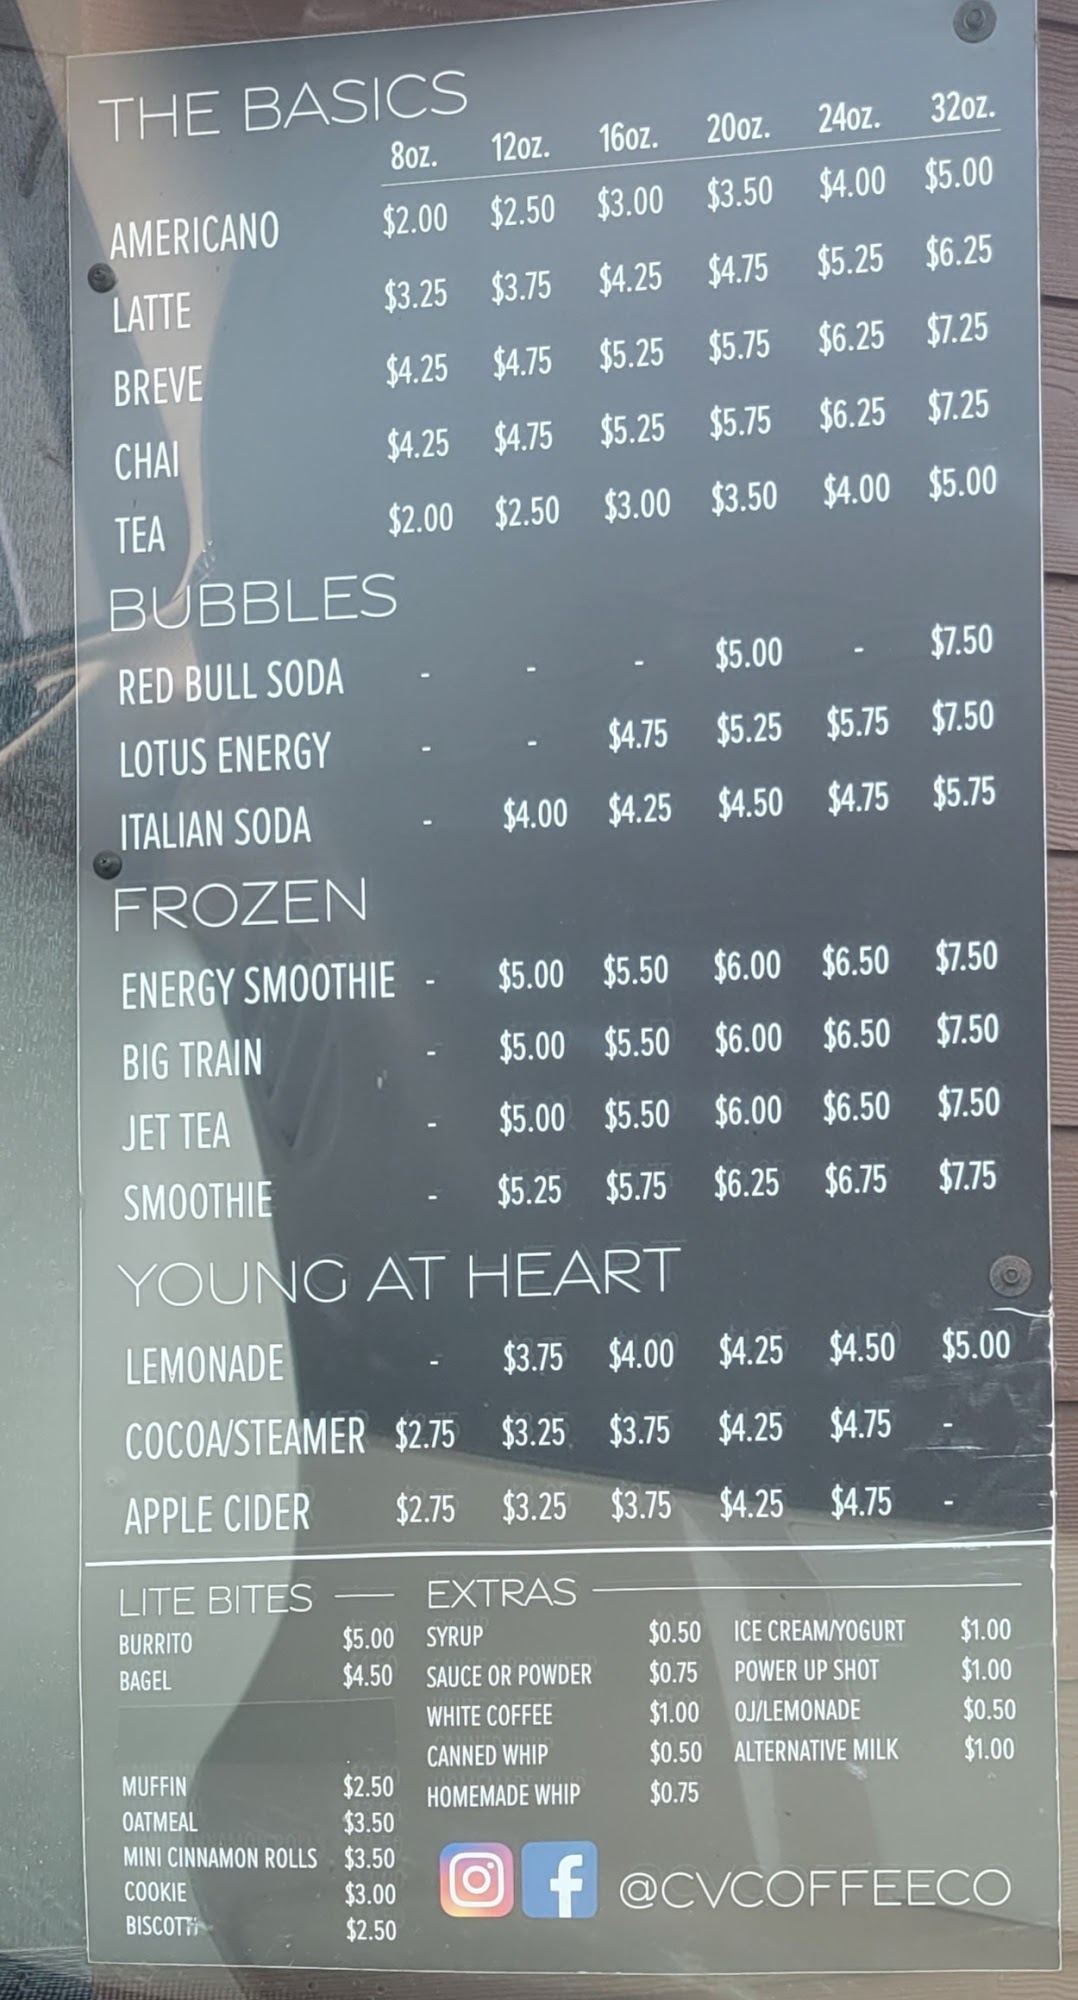 THE BASICS
8oz. 12oz. 16oz. 20oz. 24oz. 32oz.
AMERICANO $2.00 $2.50 $3.00 $3.50 $4.00 $5.00
LATTE $3.25 $3.75 $4.25 $4.75 $5.25 $6.25
BREVE $4.25 $4.75 $5.25 $5.75 $6.25 $7.25
CHAI $4.25 $4.75 $5.25 $5.75 $6.25 $7.25
TEA $2.00 $2.50 $3.00 $3.50 $4.00 $5.00
BUBBLES
RED BULL SODA - - - $5.00 - $7.50
LOTUS ENERGY - - $4.75 $5.25 $5.75 $7.50
ITALIAN SODA - $4.00 $4.25 $4.50 $4.75 $5.75
FROZEN
ENERGY SMOOTHIE - $5.00 $5.50 $6.00 $6.50 $7.50
BIG TRAIN - $5.00 $5.50 $6.00 $6.50 $7.50
JET TEA - $5.00 $5.50 $6.00 $6.50 $7.50
SMOOTHIE - $5.25 $5.75 $6.25 $6.75 $7.75
YOUNG AT HEART
LEMONADE - $3.75 $4.00 $4.25 $4.50 $5.00
COCOA/STEAMER $2.75 $3.25 $3.75 $4.25 $4.75 -
APPLE CIDER $2.75 $3.25 $3.75 $4.25 $4.75 -
LITE BITES
BURRITO $5.00
BAGEL $4.50
MUFFIN $2.50
OATMEAL $3.50
MINI CINNAMON ROLLS $3.50
COOKIE $3.00
BISCOTTI $2.50
EXTRAS
SYRUP $0.50
SAUCE OR POWDER $0.75
WHITE COFFEE $1.00
CANNED WHIP $0.50
HOMEMADE WHIP $0.75
ICE CREAM/YOGURT $1.00
POWER UP SHOT $1.00
OJ/LEMONADE $0.50
ALTERNATIVE MILK $1.00
@CVCOFFEECO